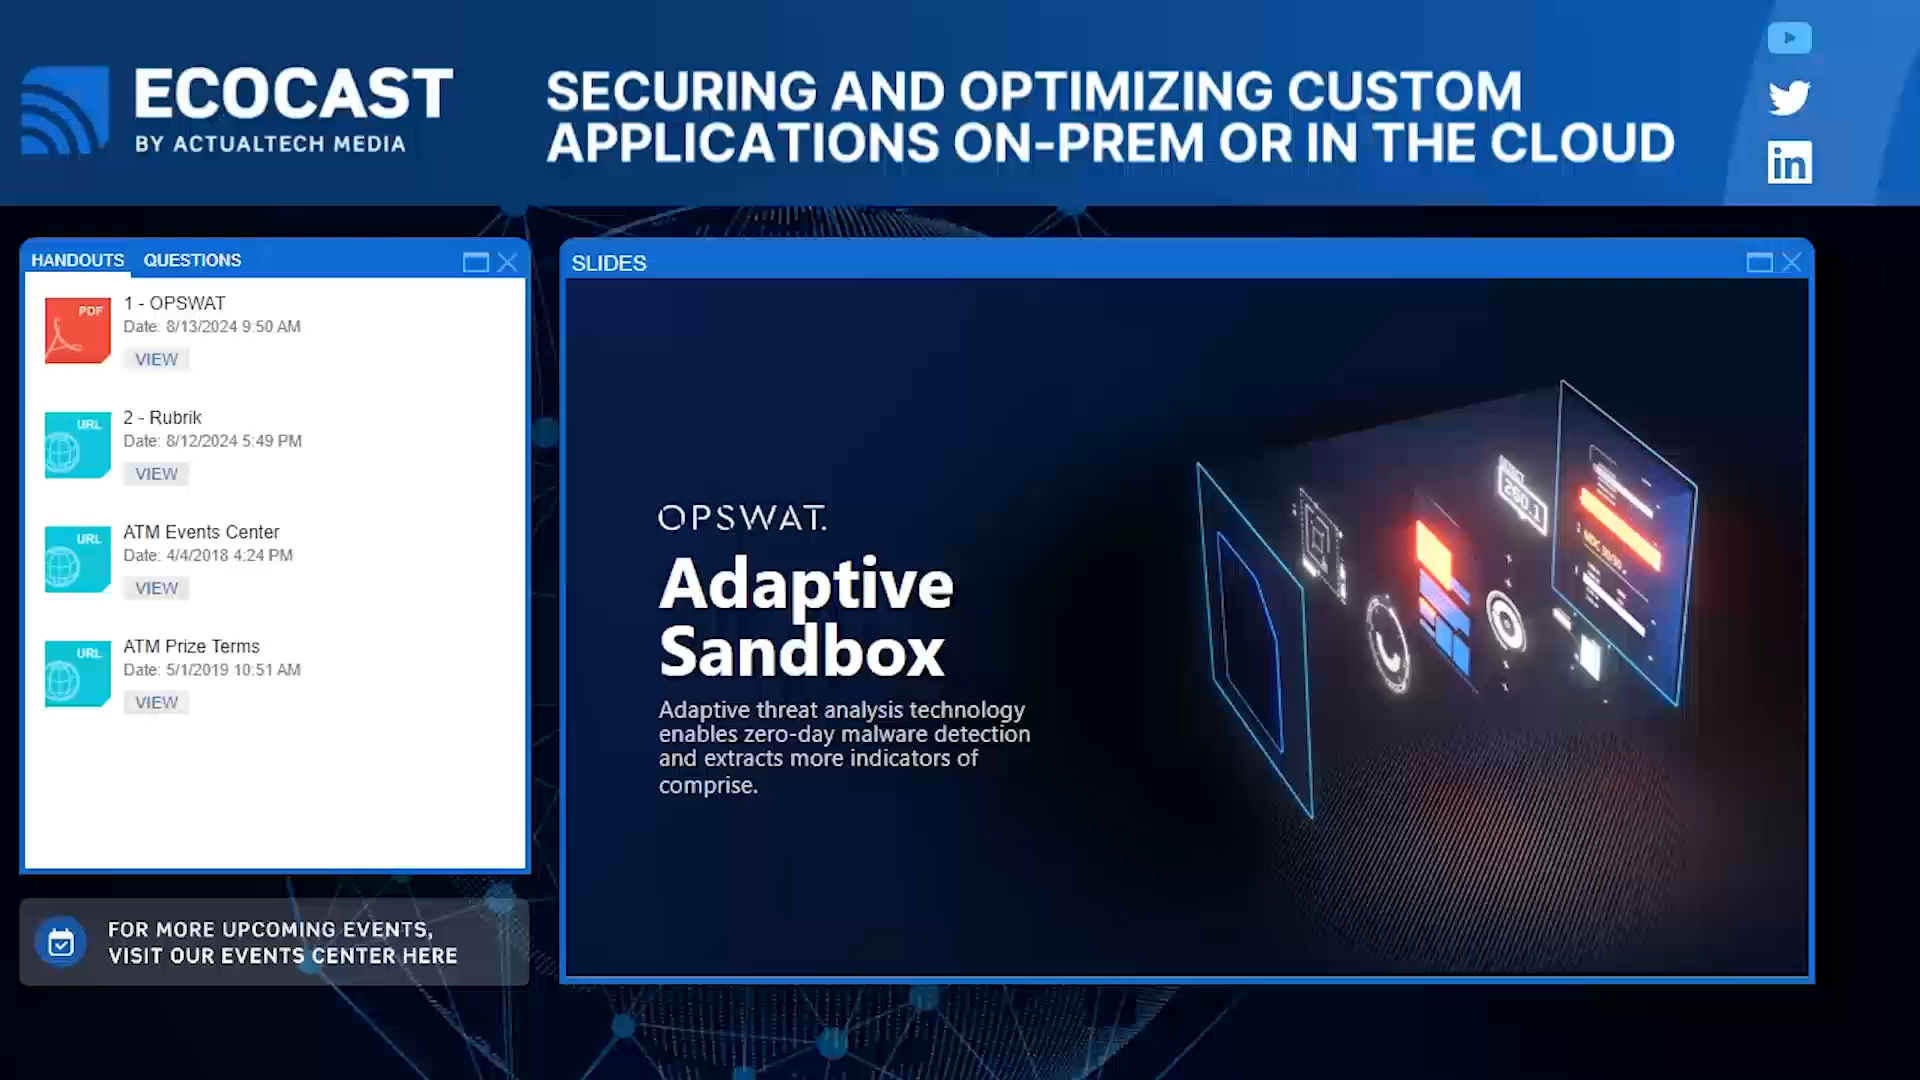 ECOCAST
BY ACTUALTECH MEDIA
SECURING AND OPTIMIZING CUSTOM
APPLICATIONS ON-PREM OR IN THE CLOUD
in
HANDOUTS QUESTIONS
PDF
1 - OPSWAT
Date: 8/13/2024 9:50 AM
VIEW
URL
2 - Rubrik
Date: 8/12/2024 5:49 PM
VIEW
URL
ATM Events Center
Date: 4/4/2018 4:24 PM
VIEW
URL
ATM Prize Terms
Date: 5/1/2019 10:51 AM
VIEW
FOR MORE UPCOMING EVENTS,
VISIT OUR EVENTS CENTER HERE
SLIDES
OPSWAT.
Adaptive
Sandbox
Adaptive threat analysis technology
enables zero-day malware detection
and extracts more indicators of
comprise.